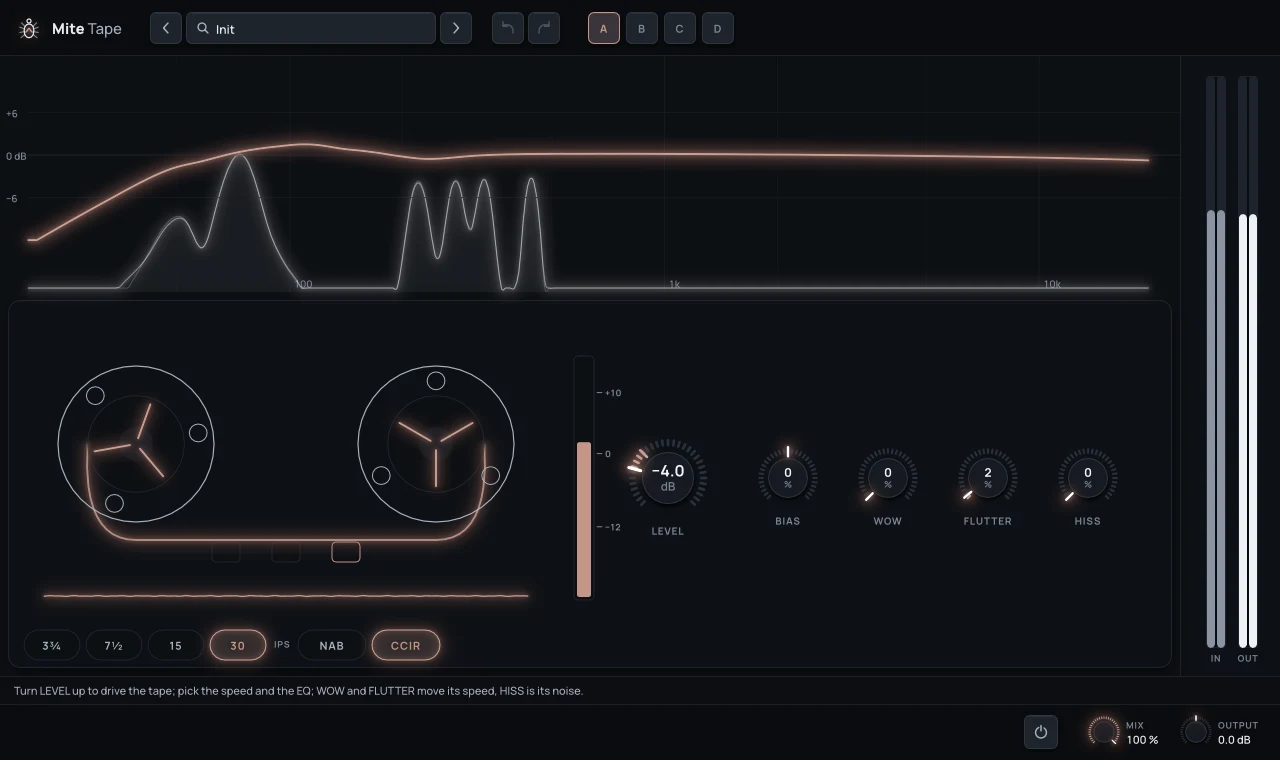 Mite Tape
Init
A B C D
+6
0 dB
−6
100 1k 10k
+10
0
−12
−4.0
dB
LEVEL
0
%
BIAS
0
%
WOW
2
%
FLUTTER
0
%
HISS
3¾ 7½ 15 30 IPS NAB CCIR
IN OUT
Turn LEVEL up to drive the tape; pick the speed and the EQ; WOW and FLUTTER move its speed, HISS is its noise.
MIX
100 %
OUTPUT
0.0 dB